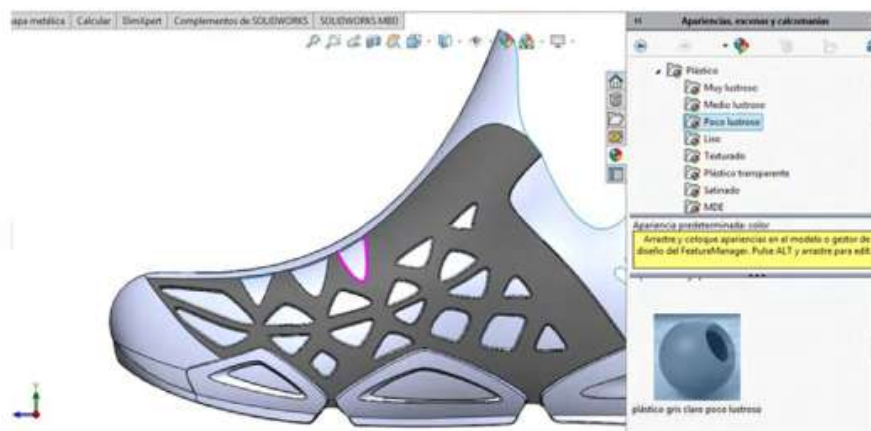 apa metálica Calcular DimXpert Complementos de SOLIDWORKS SOLIDWORKS MBD
Apariencias, escenas y calcomanías
Plástico
Muy lustroso
Medio lustroso
Poco lustroso
Liso
Texturado
Plástico transparente
Satinado
MDE
Apariencia predeterminada: color
Arrastre y coloque apariencias en el modelo o gestor de
diseño del FeatureManager. Pulse ALT y arrastre para edit
plástico gris claro poco lustroso